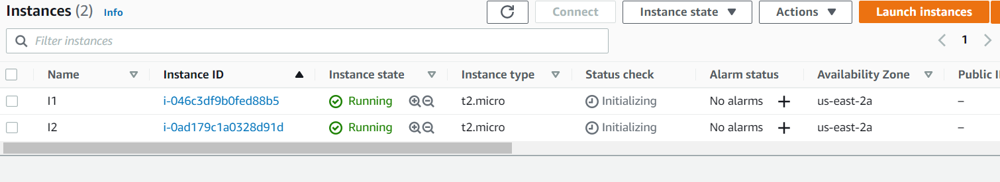 Instances (2) Info Connect Instance state Actions Launch instances
Filter instances 1
Name Instance ID Instance state Instance type Status check Alarm status Availability Zone Public I
I1 i-046c3df9b0fed88b5 Running t2.micro Initializing No alarms + us-east-2a –
I2 i-0ad179c1a0328d91d Running t2.micro Initializing No alarms + us-east-2a –